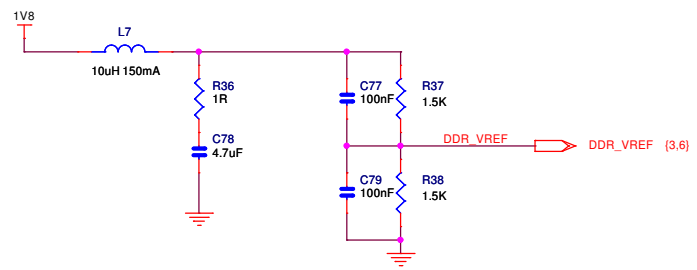 1V8
L7
10uH 150mA
R36
1R
C78
4.7uF
C77
100nF
R37
1.5K
DDR_VREF
DDR_VREF {3,6}
C79
100nF
R38
1.5K